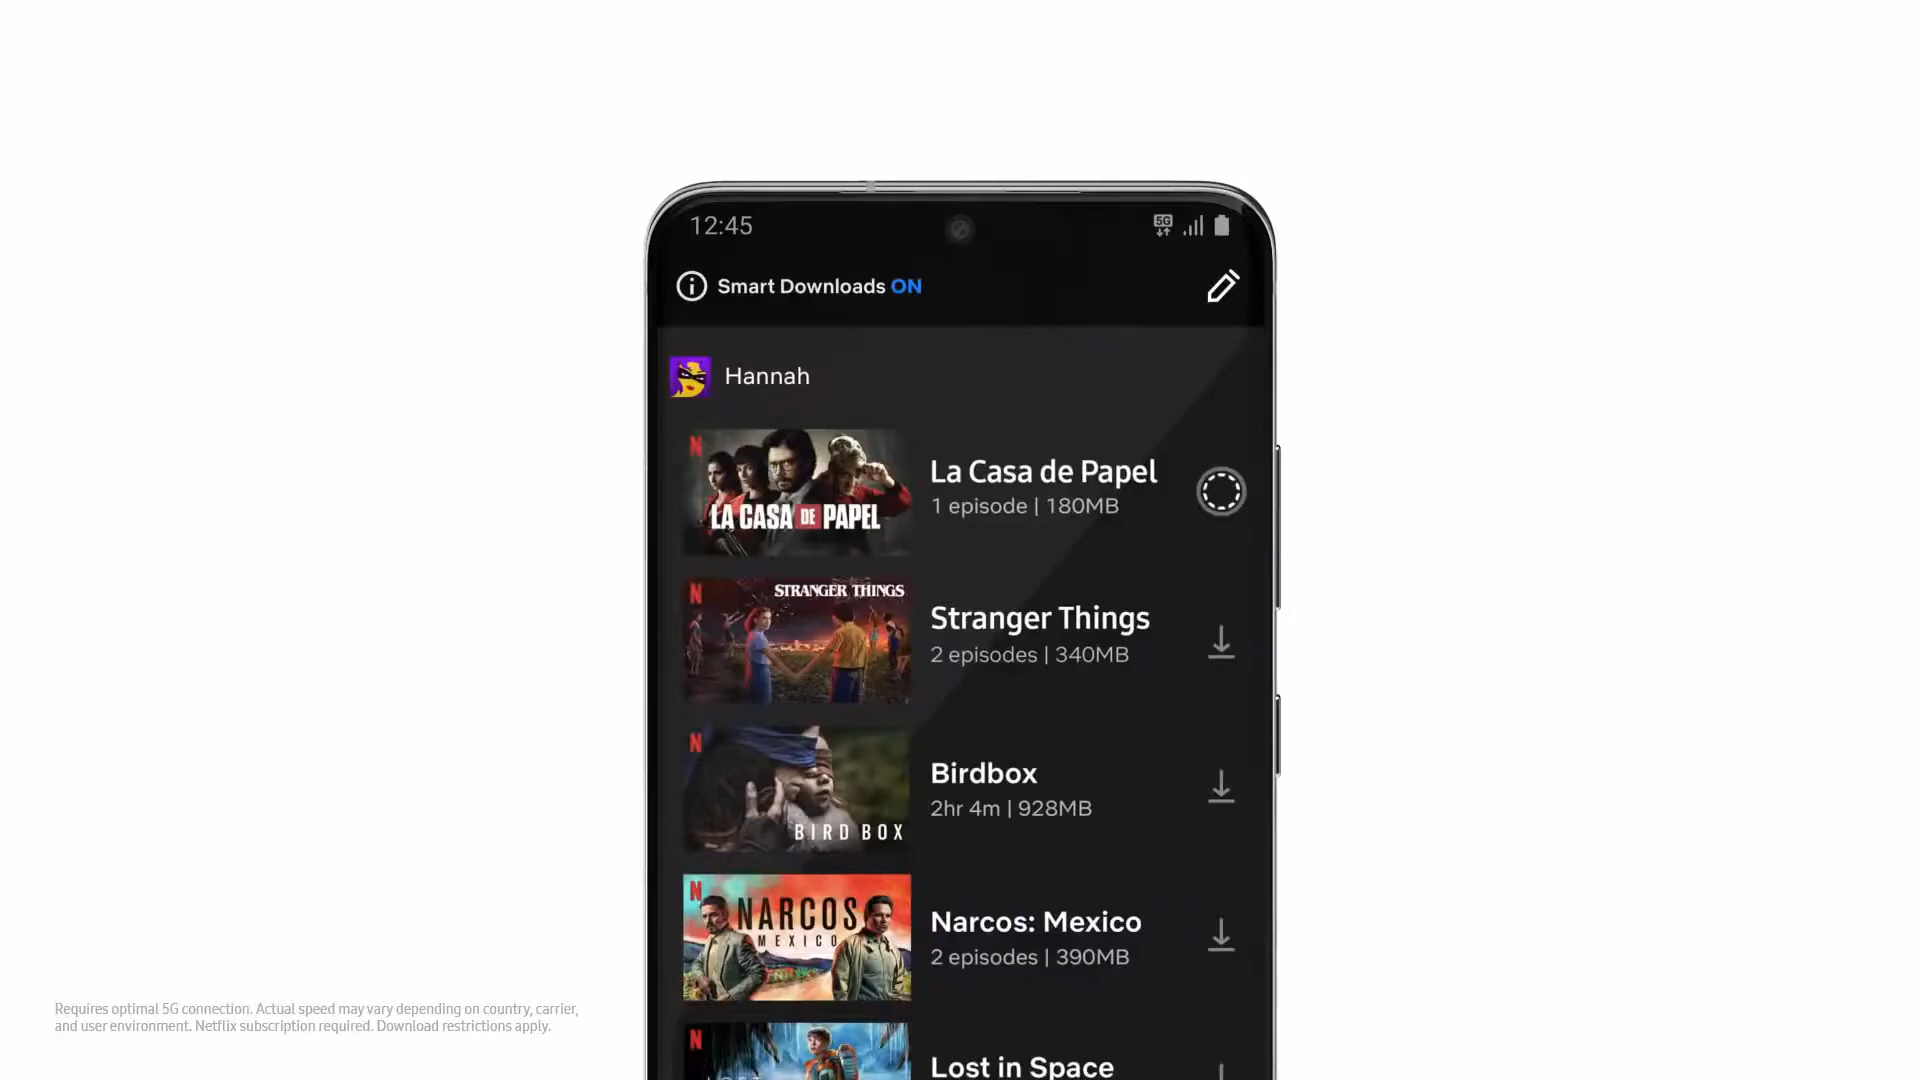 12:45
5G
Smart Downloads ON
Hannah
N
LA CASA DE PAPEL
La Casa de Papel
1 episode | 180MB
N
STRANGER THINGS
Stranger Things
2 episodes | 340MB
N
BIRD BOX
Birdbox
2hr 4m | 928MB
N
NARCOS
MEXICO
Narcos: Mexico
2 episodes | 390MB
N
Lost in Space
Requires optimal 5G connection. Actual speed may vary depending on country, carrier,
and user environment. Netflix subscription required. Download restrictions apply.